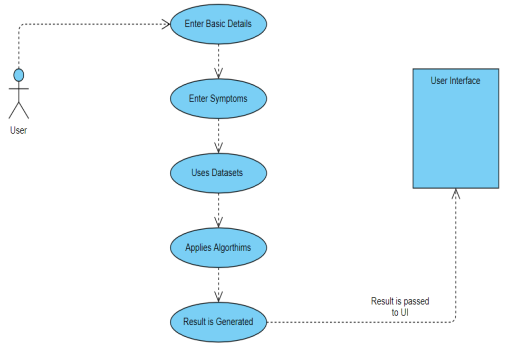 Enter Basic Details
User
Enter Symptoms
User Interface
Uses Datasets
Applies Algorthims
Result is Generated
Result is passed
to UI